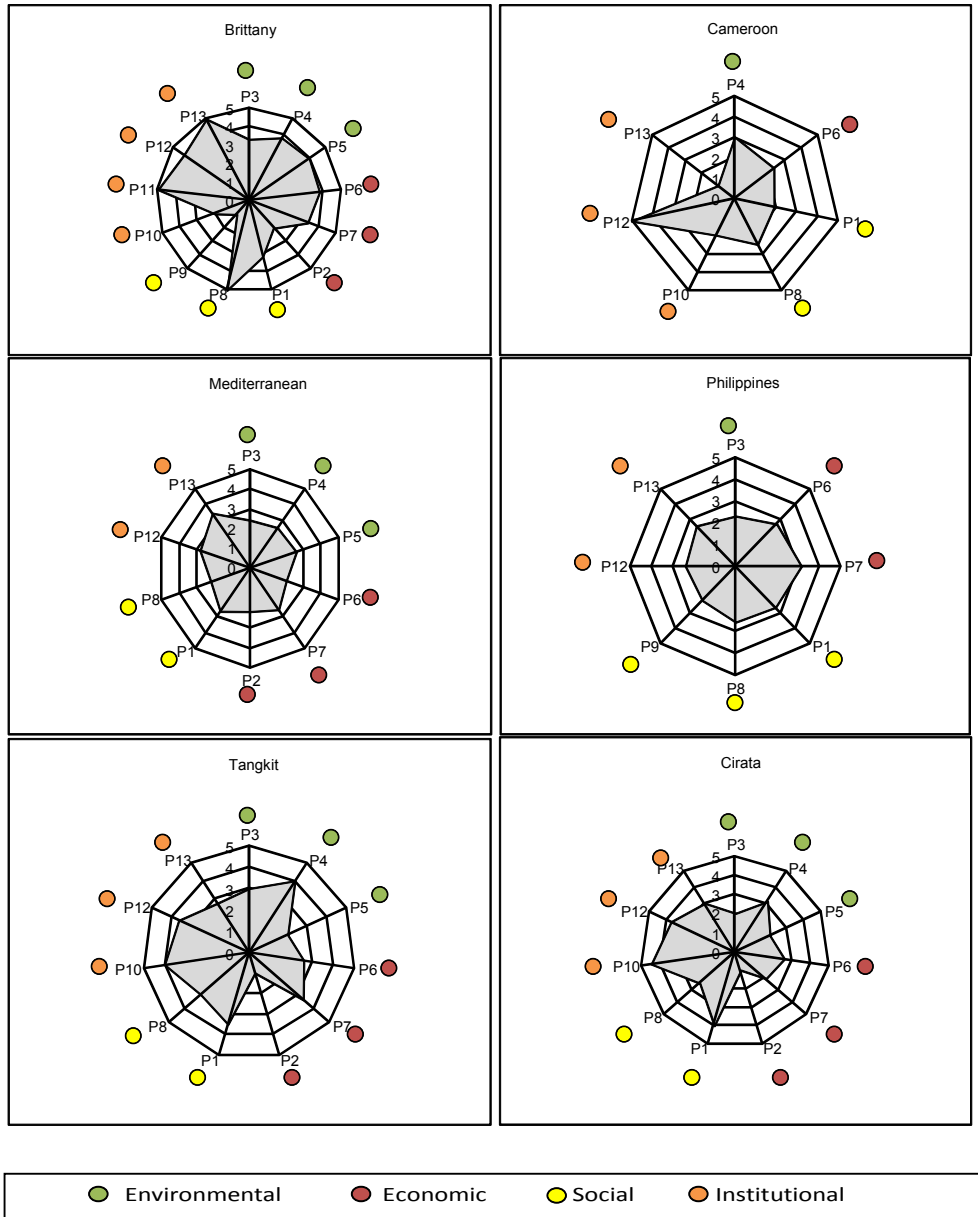 Brittany
P3
P4
P5
P6
P7
P2
P1
P8
P9
P10
P11
P12
P13
5
4
3
2
1
0
Cameroon
P4
P6
P1
P8
P10
P12
P13
5
4
3
2
1
0
Mediterranean
P3
P4
P5
P6
P7
P2
P1
P8
P12
P13
5
4
3
2
1
0
Philippines
P3
P6
P7
P1
P8
P9
P12
P13
5
4
3
2
1
0
Tangkit
P3
P4
P5
P6
P7
P2
P1
P8
P10
P12
P13
5
4
3
2
1
0
Cirata
P3
P4
P5
P6
P7
P2
P1
P8
P10
P12
P13
5
4
3
2
1
0
Environmental Economic Social Institutional